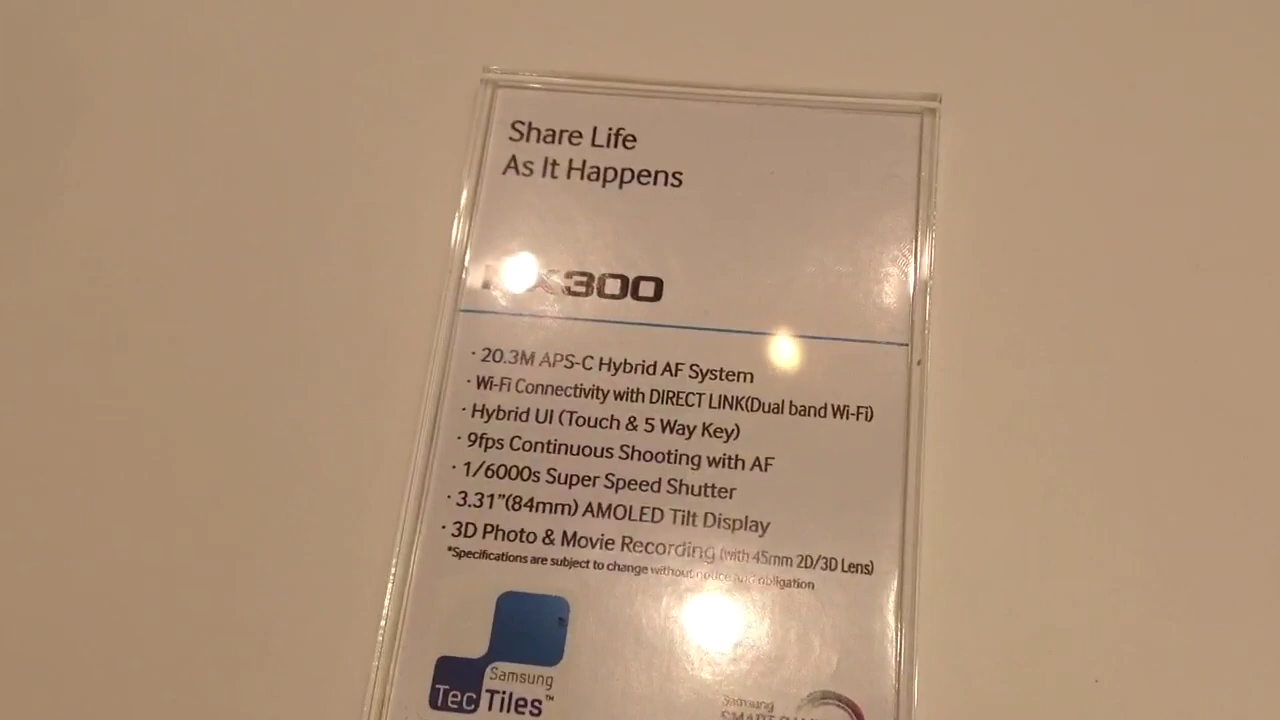 Share Life
As It Happens
NX300
· 20.3M APS-C Hybrid AF System
· Wi-Fi Connectivity with DIRECT LINK(Dual band Wi-Fi)
· Hybrid UI (Touch & 5 Way Key)
· 9fps Continuous Shooting with AF
· 1/6000s Super Speed Shutter
· 3.31”(84mm) AMOLED Tilt Display
· 3D Photo & Movie Recording (with 45mm 2D/3D Lens)
*Specifications are subject to change without notice and obligation
Samsung
TecTiles™
Samsung
SMART